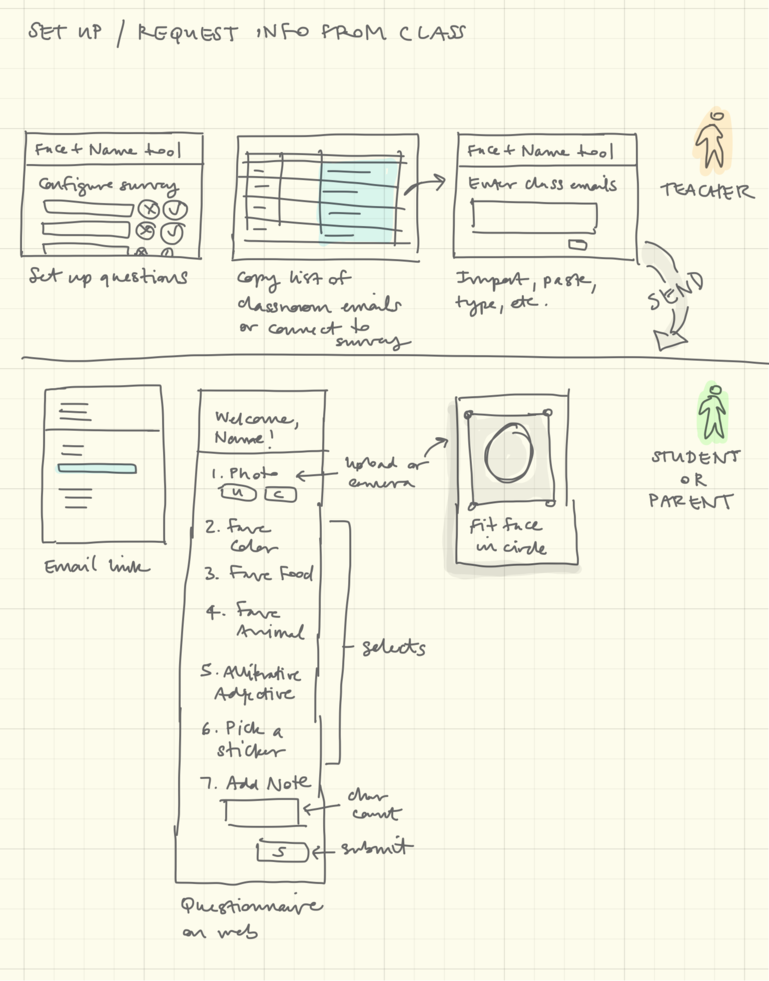 SET UP / REQUEST INFO FROM CLASS
Face + Name tool
Configure survey
Set up questions
Copy list of
classroom emails
or connect to
survey
Face + Name tool
Enter class emails
Import, paste,
type, etc.
TEACHER
SEND
Email link
Welcome,
Name!
1. Photo
U
C
upload or
camera
2. Fave
Color
3. Fave Food
4. Fave
Animal
5. Alliterative
Adjective
6. Pick a
sticker
selects
7. Add Note
char
count
S
submit
Questionnaire
on web
Fit face
in circle
STUDENT
OR
PARENT